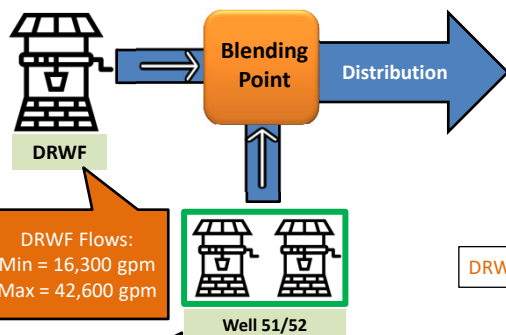 Blending
Point
Distribution
DRWF
DRWF Flows:
Min = 16,300 gpm
Max = 42,600 gpm
Well 51/52